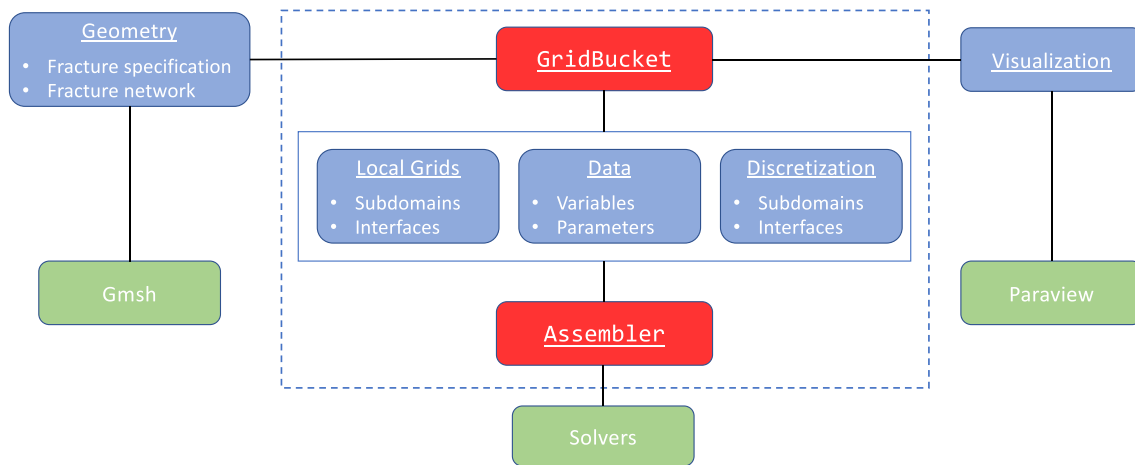 Geometry
• Fracture specification
• Fracture network
GridBucket
Visualization
Local Grids
• Subdomains
• Interfaces
Data
• Variables
• Parameters
Discretization
• Subdomains
• Interfaces
Gmsh
Paraview
Assembler
Solvers